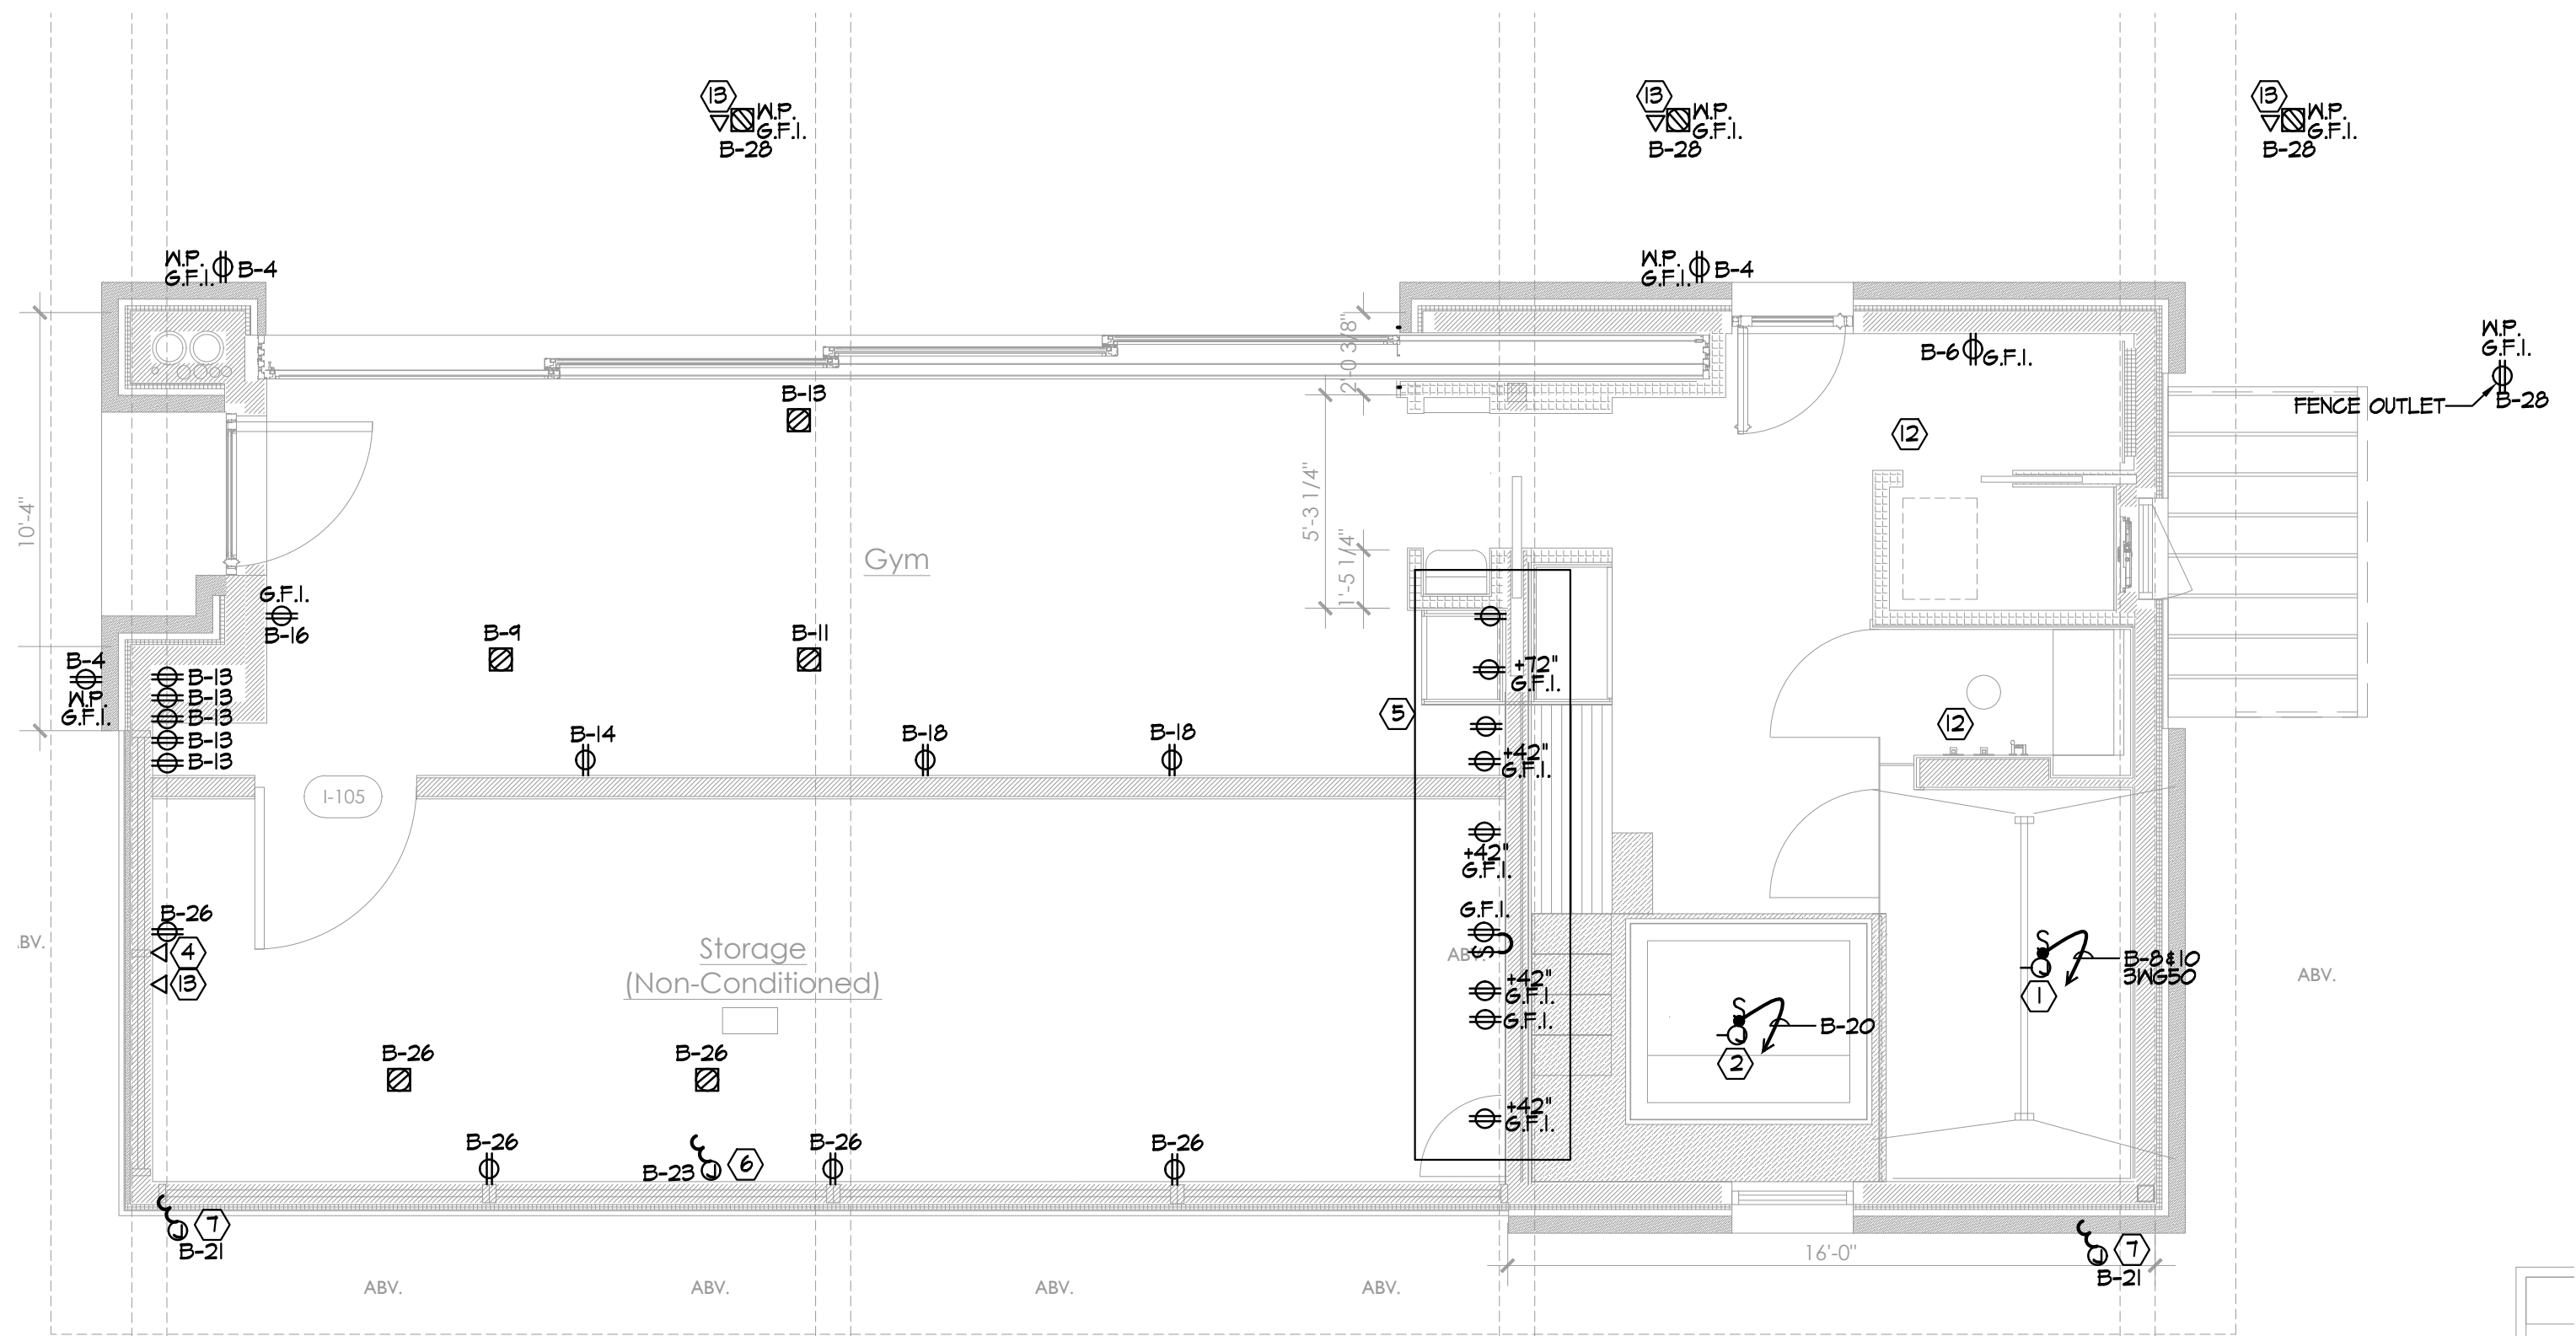 13
W.P.
G.F.I.
B-28
13
W.P.
G.F.I.
B-28
13
W.P.
G.F.I.
B-28
W.P.
G.F.I.
B-4
W.P.
G.F.I.
B-4
2'-0 3/8"
B-6
G.F.I.
W.P.
G.F.I.
FENCE OUTLET
B-28
B-13
12
10'-4"
5'-3 1/4"
1'-5 1/4"
Gym
G.F.I.
B-16
B-9
B-11
B-4
W.P.
G.F.I.
B-13
B-13
B-13
B-13
B-13
+72"
G.F.I.
5
12
B-14
B-18
B-18
+42"
G.F.I.
I-105
+42"
G.F.I.
B-26
4
13
G.F.I.
S
ABV.
ABV.
Storage
(Non-Conditioned)
+42"
G.F.I.
G.F.I.
S
J
1
B-8&10
3WG50
ABV.
S
J
2
B-20
B-26
B-26
+42"
G.F.I.
B-26
B-23
J
6
B-26
B-26
J
7
B-21
16'-0"
J
7
B-21
ABV.
ABV.
ABV.
ABV.